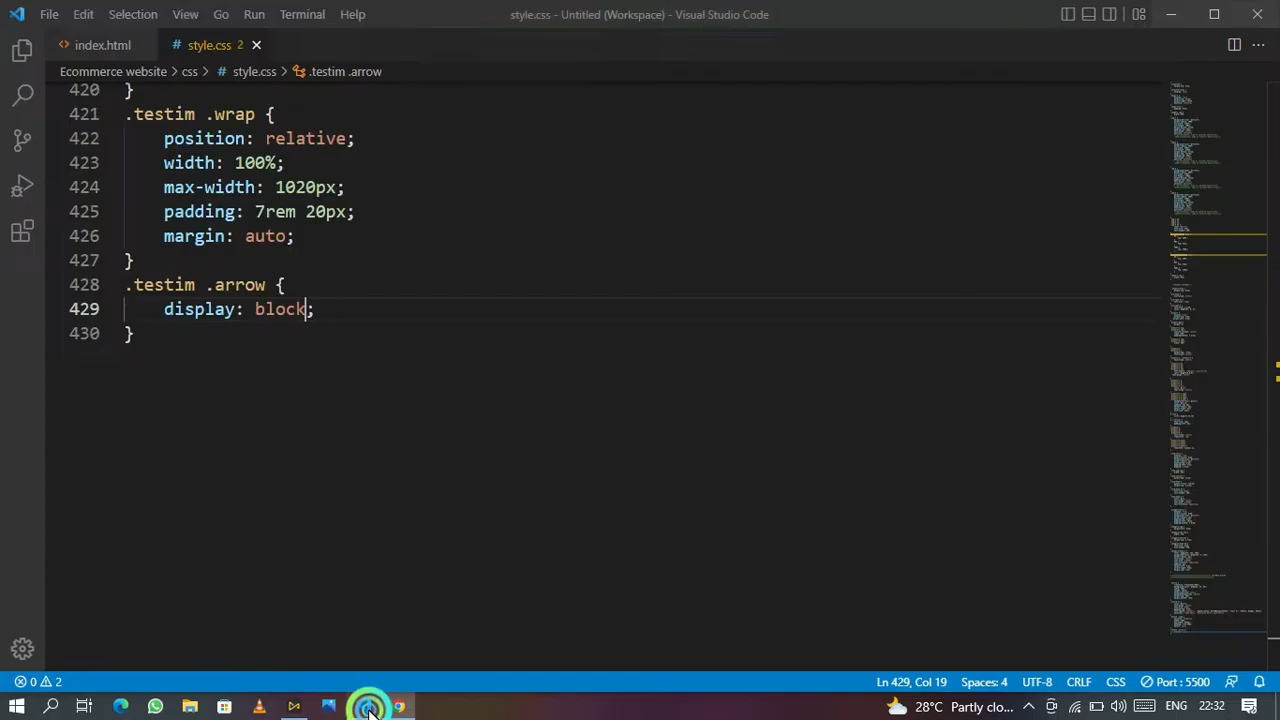 File Edit Selection View Go Run Terminal Help style.css - Untitled (Workspace) - Visual Studio Code
<> index.html # style.css 2
Ecommerce website > css > # style.css > .testim .arrow
420 }
421 .testim .wrap {
422 position: relative;
423 width: 100%;
424 max-width: 1020px;
425 padding: 7rem 20px;
426 margin: auto;
427 }
428 .testim .arrow {
429 display: block;
430 }
0 2 Ln 429, Col 19 Spaces: 4 UTF-8 CRLF CSS Port : 5500
28°C Partly clo... ENG 22:32